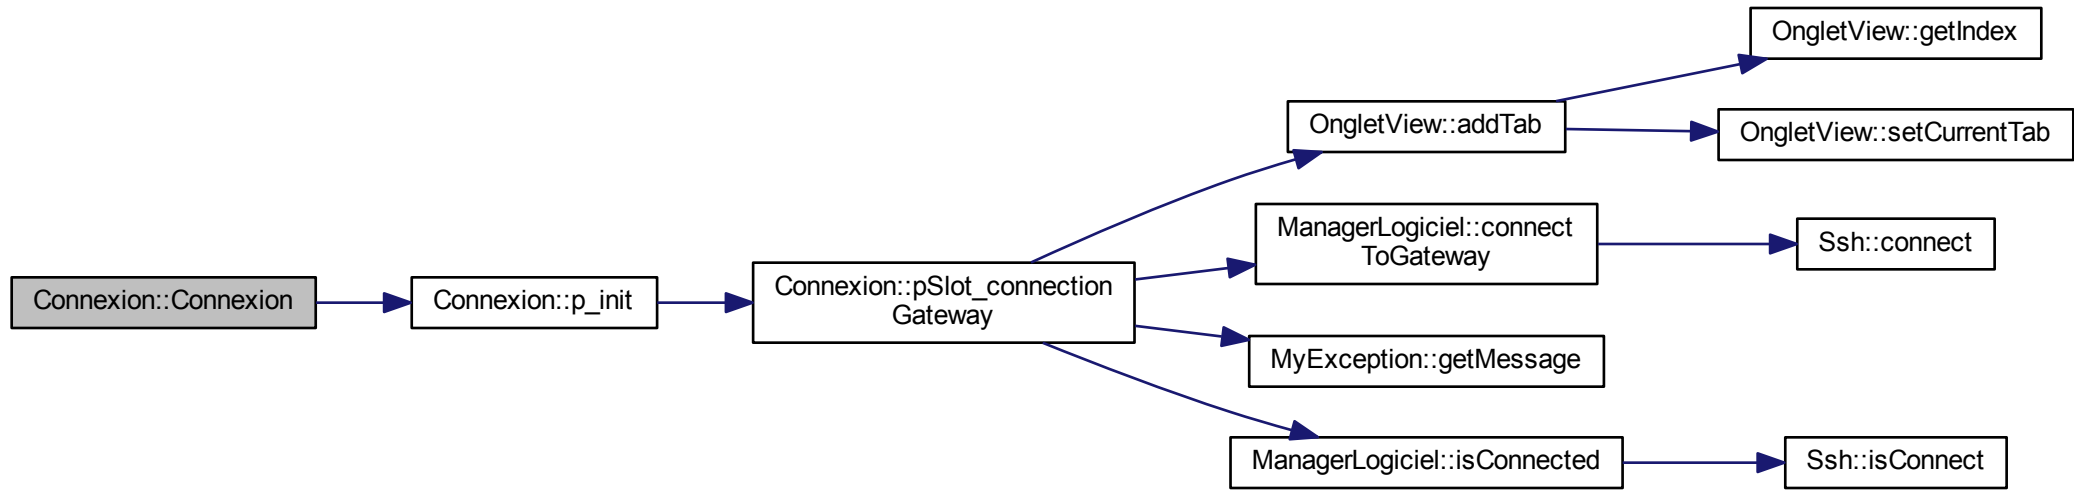 Connexion::Connexion
Connexion::p_init
Connexion::pSlot_connection
Gateway
OngletView::addTab
ManagerLogiciel::connect
ToGateway
MyException::getMessage
ManagerLogiciel::isConnected
OngletView::getIndex
OngletView::setCurrentTab
Ssh::connect
Ssh::isConnect